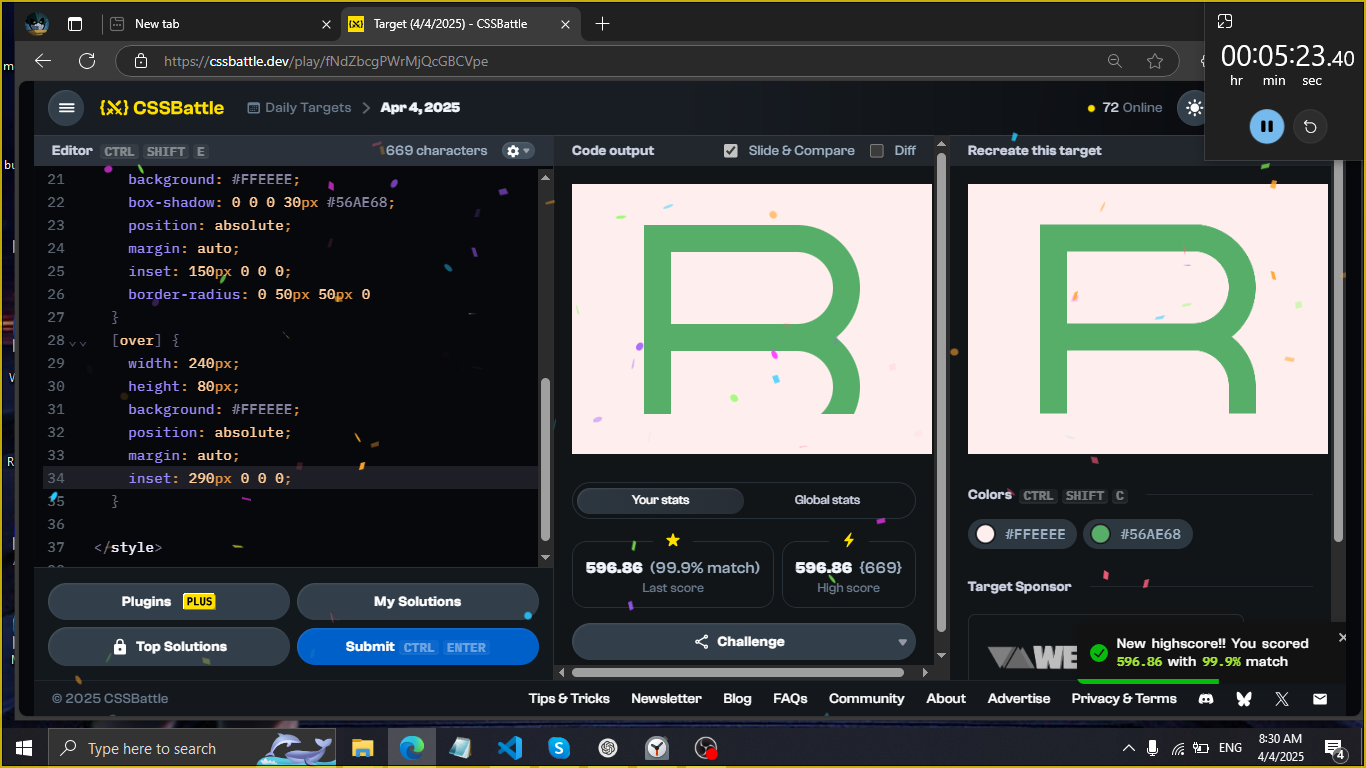 New tab
Target (4/4/2025) - CSSBattle
https://cssbattle.dev/play/fNdZbcgPWrMjQcGBCVpe
00:05:23.40
hr min sec
{X} CSSBATTLE
Daily Targets
Apr 4, 2025
72 Online
Editor CTRL SHIFT E
669 characters
Code output
Slide & Compare
Diff
Recreate this target
21 background: #FFEEEE;
22 box-shadow: 0 0 0 30px #56AE68;
23 position: absolute;
24 margin: auto;
25 inset: 150px 0 0 0;
26 border-radius: 0 50px 50px 0
27 }
28 [over] {
29 width: 240px;
30 height: 80px;
31 background: #FFEEEE;
32 position: absolute;
33 margin: auto;
34 inset: 290px 0 0 0;
35 }
36
37 </style>
Your stats
Global stats
596.86 (99.9% match)
Last score
596.86 {669}
High score
Challenge
Colors CTRL SHIFT C
#FFEEEE
#56AE68
Target Sponsor
WE
Plugins PLUS
My Solutions
Top Solutions
Submit CTRL ENTER
New highscore!! You scored
596.86 with 99.9% match
© 2025 CSSBattle
Tips & Tricks
Newsletter
Blog
FAQs
Community
About
Advertise
Privacy & Terms
Type here to search
ENG
8:30 AM
4/4/2025
4